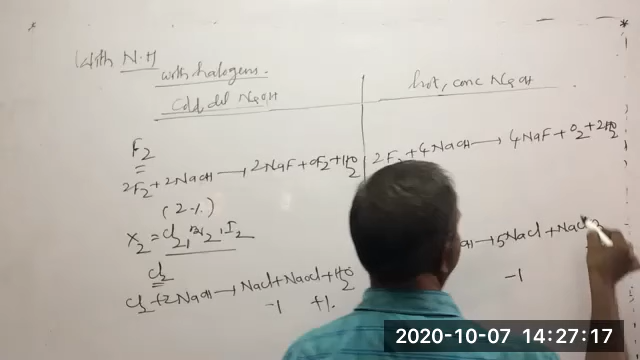 With N.H
with halogens.
Cold dil NaOH
hot, conc NaOH
F2
2F2 + 2NaOH → 2NaF + OF2 + H2O
2F2 + 4NaOH → 4NaF + O2 + 2H2O
(2%)
X2 = Cl2, Br2, I2
Cl2
Cl2 + 2NaOH → NaCl + NaOCl + H2O
→ 5NaCl + NaCl
-1 +1
-1
2020-10-07 14:27:17